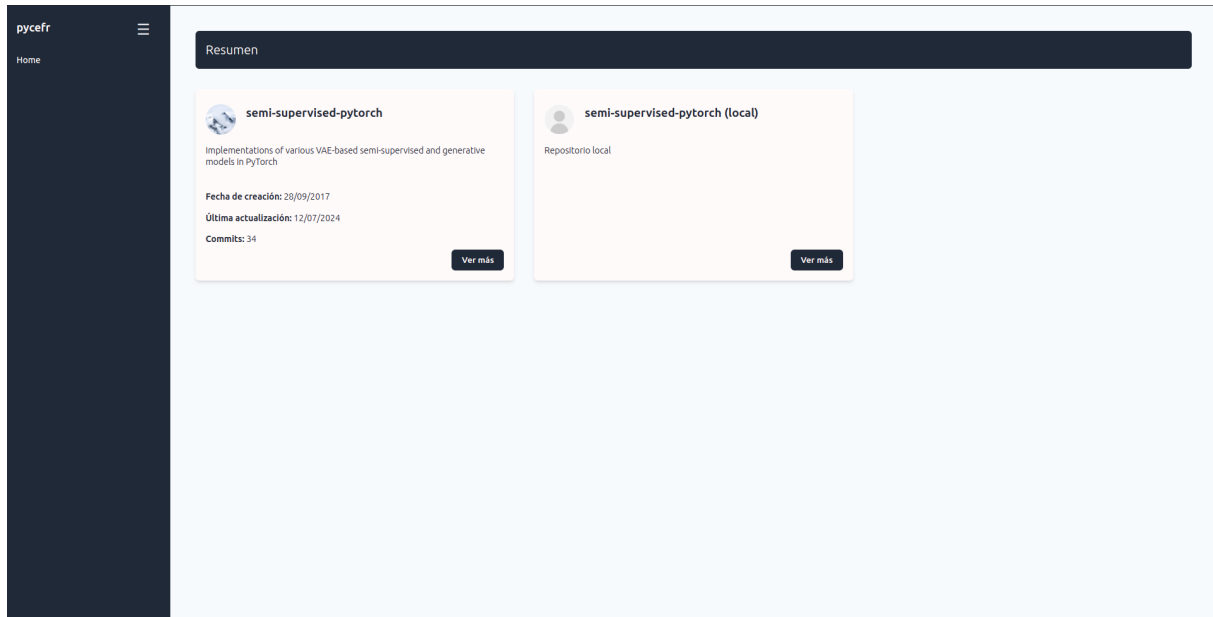 pycefr
☰
Home
Resumen
semi-supervised-pytorch
Implementations of various VAE-based semi-supervised and generative
models in PyTorch
Fecha de creación: 28/09/2017
Última actualización: 12/07/2024
Commits: 34
Ver más
semi-supervised-pytorch (local)
Repositorio local
Ver más